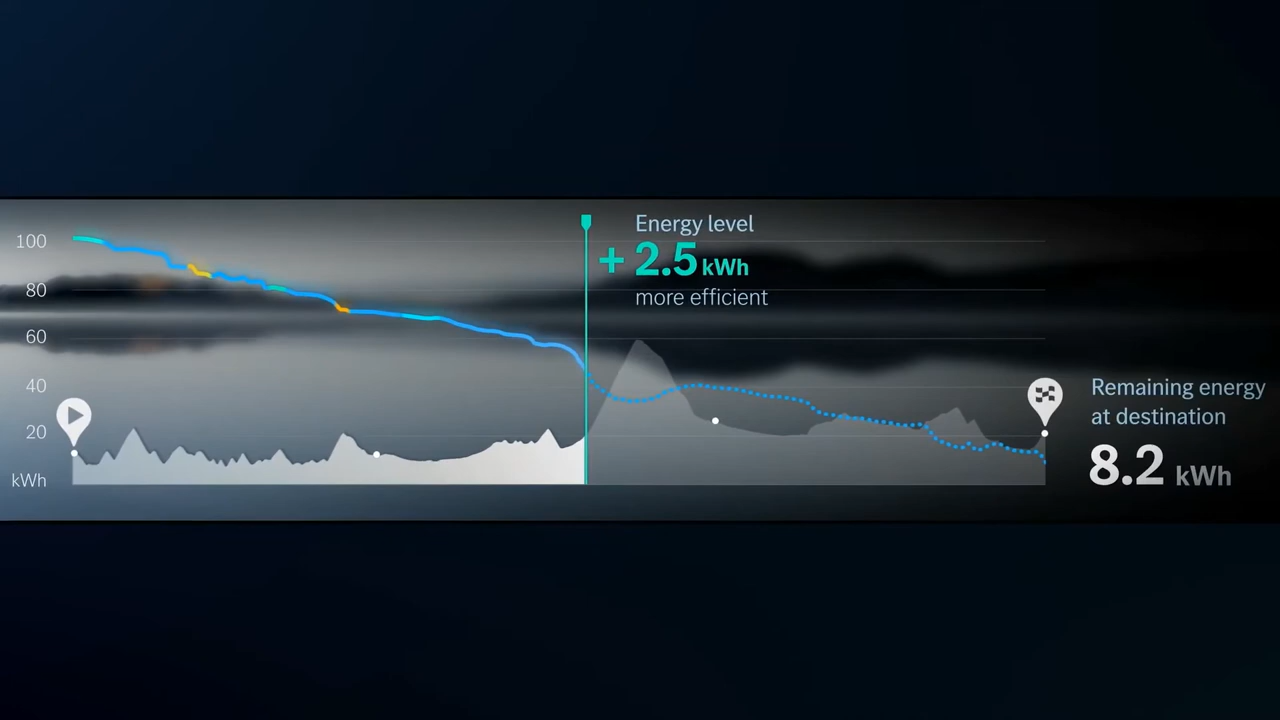 100
80
60
40
20
kWh
Energy level
+ 2.5 kWh
more efficient
Remaining energy
at destination
8.2 kWh